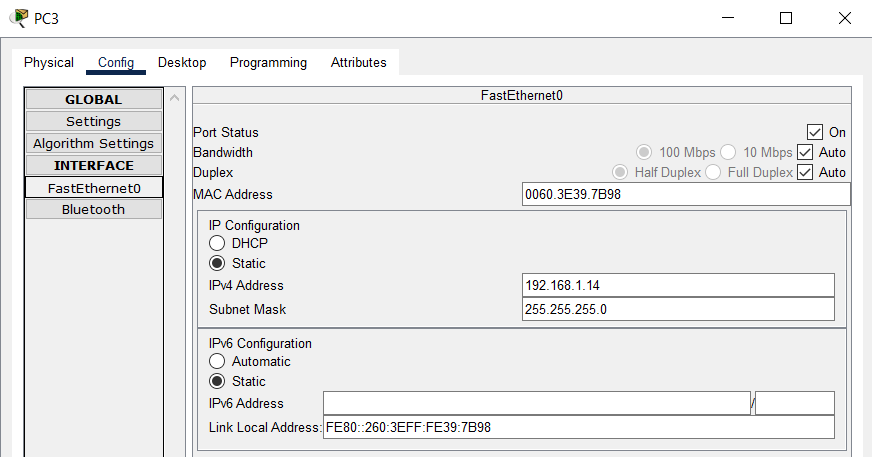 PC3
Physical Config Desktop Programming Attributes
GLOBAL
Settings
Algorithm Settings
INTERFACE
FastEthernet0
Bluetooth
FastEthernet0
Port Status On
Bandwidth 100 Mbps 10 Mbps Auto
Duplex Half Duplex Full Duplex Auto
MAC Address 0060.3E39.7B98
IP Configuration
DHCP
Static
IPv4 Address 192.168.1.14
Subnet Mask 255.255.255.0
IPv6 Configuration
Automatic
Static
IPv6 Address /
Link Local Address: FE80::260:3EFF:FE39:7B98